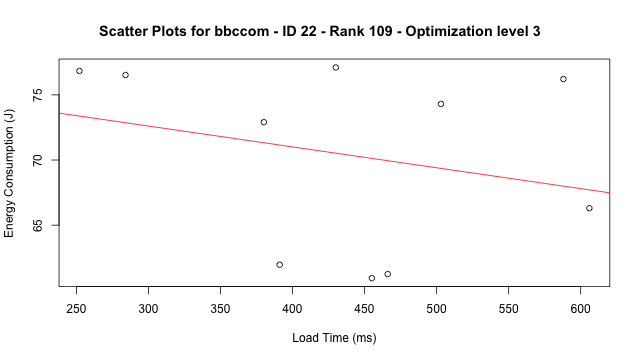 Scatter Plots for bbccom - ID 22 - Rank 109 - Optimization level 3
Energy Consumption (J)
75
70
65
250 300 350 400 450 500 550 600
Load Time (ms)